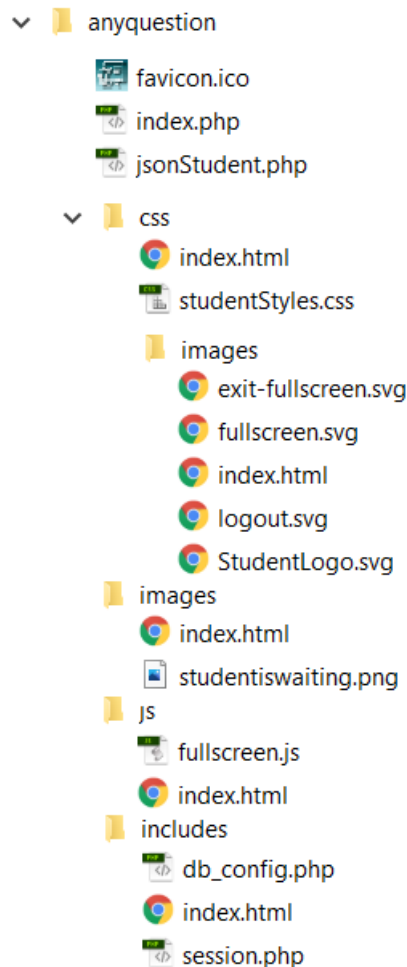 anyquestion
favicon.ico
index.php
jsonStudent.php
css
index.html
studentStyles.css
images
exit-fullscreen.svg
fullscreen.svg
index.html
logout.svg
StudentLogo.svg
images
index.html
studentiswaiting.png
js
fullscreen.js
index.html
includes
db_config.php
index.html
session.php